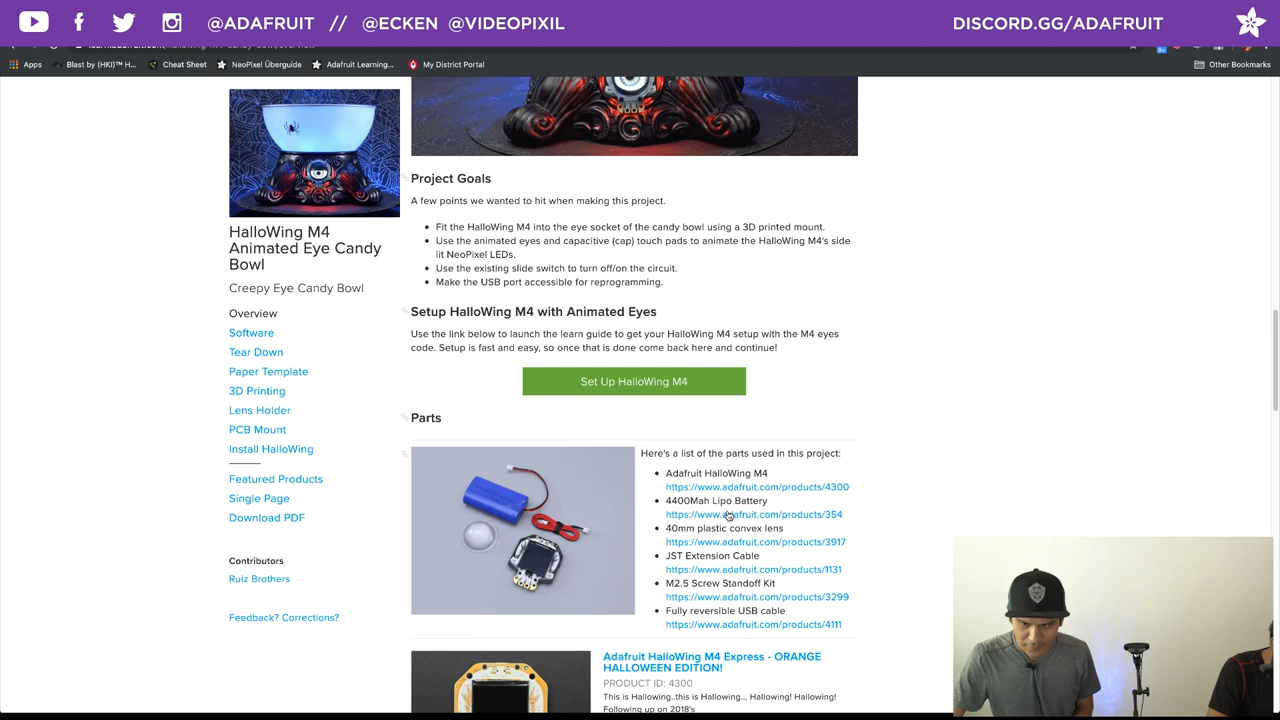 @ADAFRUIT // @ECKEN @VIDEOPIXIL
DISCORD.GG/ADAFRUIT
Apps
Blast by (HKI)™ H...
Cheat Sheet
NeoPixel Überguide
Adafruit Learning...
My District Portal
Other Bookmarks
HalloWing M4
Animated Eye Candy
Bowl
Creepy Eye Candy Bowl
Overview
Software
Tear Down
Paper Template
3D Printing
Lens Holder
PCB Mount
Install HalloWing
Featured Products
Single Page
Download PDF
Contributors
Ruiz Brothers
Feedback? Corrections?
Project Goals
A few points we wanted to hit when making this project.
Fit the HalloWing M4 into the eye socket of the candy bowl using a 3D printed mount.
Use the animated eyes and capacitive (cap) touch pads to animate the HalloWing M4's side
lit NeoPixel LEDs.
Use the existing slide switch to turn off/on the circuit.
Make the USB port accessible for reprogramming.
Setup HalloWing M4 with Animated Eyes
Use the link below to launch the learn guide to get your HalloWing M4 setup with the M4 eyes
code. Setup is fast and easy, so once that is done come back here and continue!
Set Up HalloWing M4
Parts
Here's a list of the parts used in this project:
Adafruit HalloWing M4
https://www.adafruit.com/products/4300
4400Mah Lipo Battery
https://www.adafruit.com/products/354
40mm plastic convex lens
https://www.adafruit.com/products/3917
JST Extension Cable
https://www.adafruit.com/products/1131
M2.5 Screw Standoff Kit
https://www.adafruit.com/products/3299
Fully reversible USB cable
https://www.adafruit.com/products/4111
Adafruit HalloWing M4 Express - ORANGE
HALLOWEEN EDITION!
PRODUCT ID: 4300
This is Hallowing..this is Hallowing... Hallowing! Hallowing!
Following up on 2018's